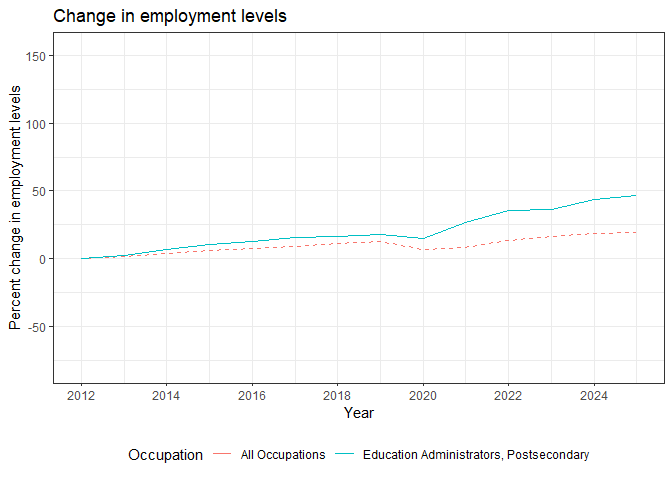 Change in employment levels
Percent change in employment levels
150
100
50
0
-50
2012 2014 2016 2018 2020 2022 2024
Year
Occupation All Occupations Education Administrators, Postsecondary